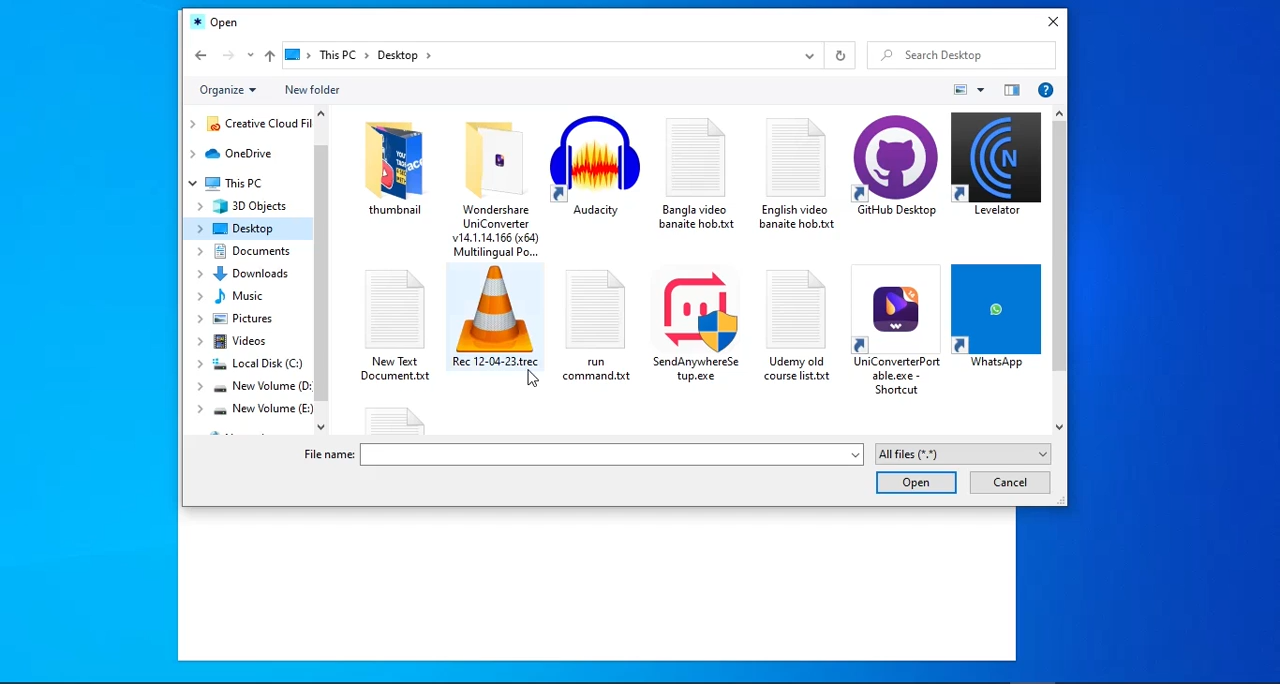 Open
This PC
Desktop
Search Desktop
Organize
New folder
Creative Cloud Fil
OneDrive
This PC
3D Objects
Desktop
Documents
Downloads
Music
Pictures
Videos
Local Disk (C:)
New Volume (D:
New Volume (E:)
thumbnail
Wondershare
UniConverter
v14.1.14.166 (x64)
Multilingual Po...
Audacity
Bangla video
banaite hob.txt
English video
banaite hob.txt
GitHub Desktop
N
Levelator
New Text
Document.txt
Rec 12-04-23.trec
run
command.txt
SendAnywhereSe
tup.exe
Udemy old
course list.txt
UniConverterPort
able.exe -
Shortcut
WhatsApp
File name:
All files (*.*)
Open
Cancel